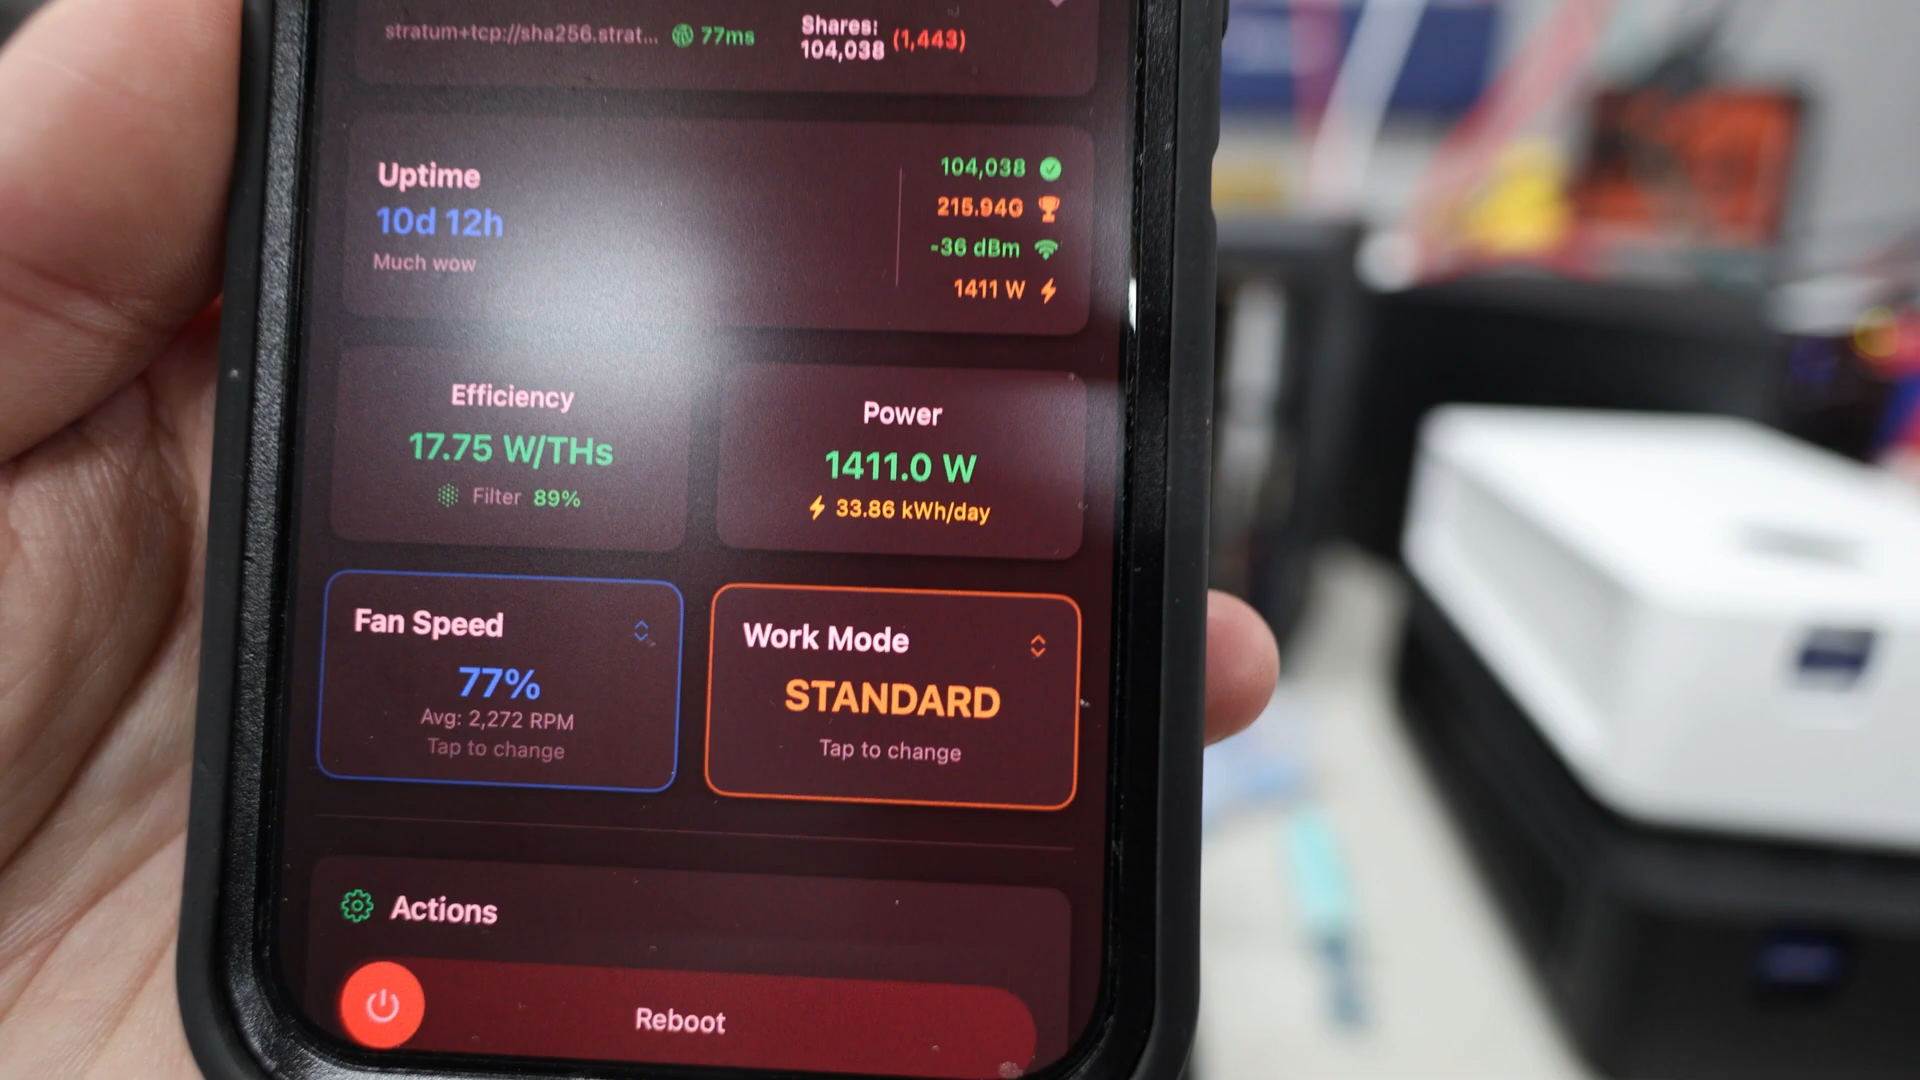 stratum+tcp://sha256.strat... 77ms
Shares:
104,038 (1,443)
Uptime
10d 12h
Much wow
104,038
215.94G
-36 dBm
1411 W
Efficiency
17.75 W/THs
Filter 89%
Power
1411.0 W
33.86 kWh/day
Fan Speed
77%
Avg: 2,272 RPM
Tap to change
Work Mode
STANDARD
Tap to change
Actions
Reboot